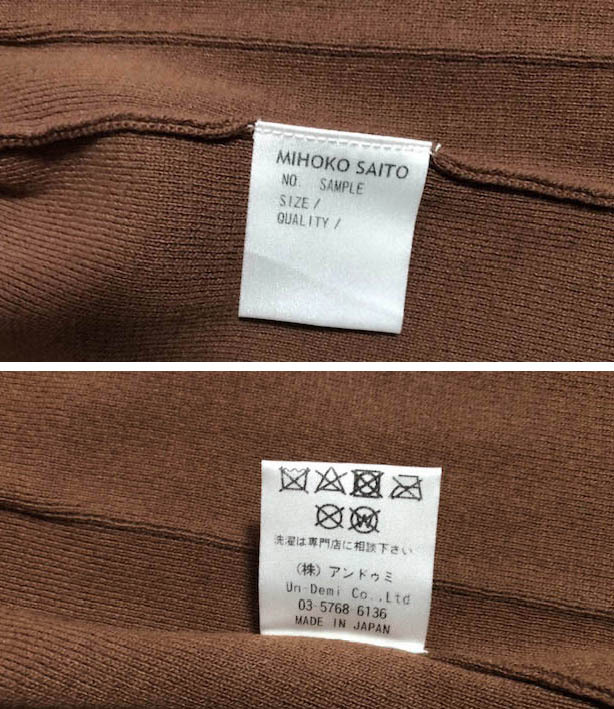 MIHOKO SAITO
NO. SAMPLE
SIZE /
QUALITY /
洗濯は専門店に相談下さい
(株) アンドゥミ
Un-Demi Co.,Ltd
03-5768-6136
MADE IN JAPAN